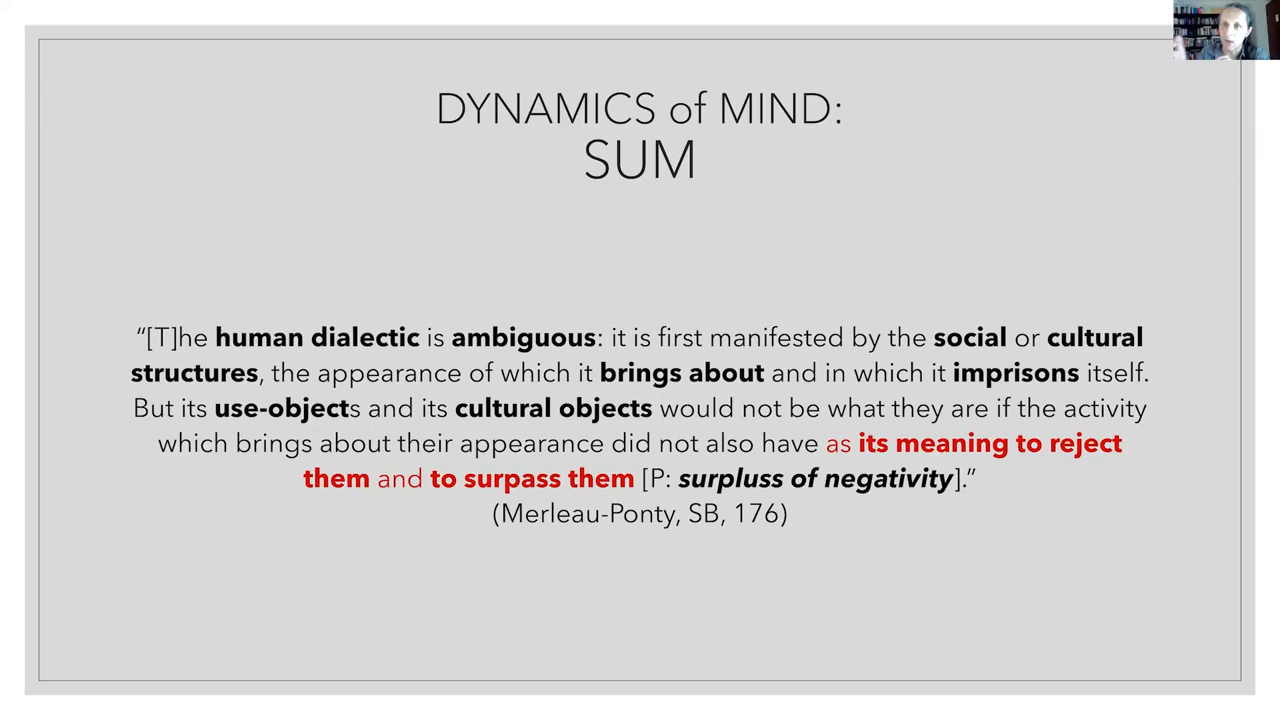 DYNAMICS of MIND:
SUM
“[T]he human dialectic is ambiguous: it is first manifested by the social or cultural
structures, the appearance of which it brings about and in which it imprisons itself.
But its use-objects and its cultural objects would not be what they are if the activity
which brings about their appearance did not also have as its meaning to reject
them and to surpass them [P: surpluss of negativity].”
(Merleau-Ponty, SB, 176)